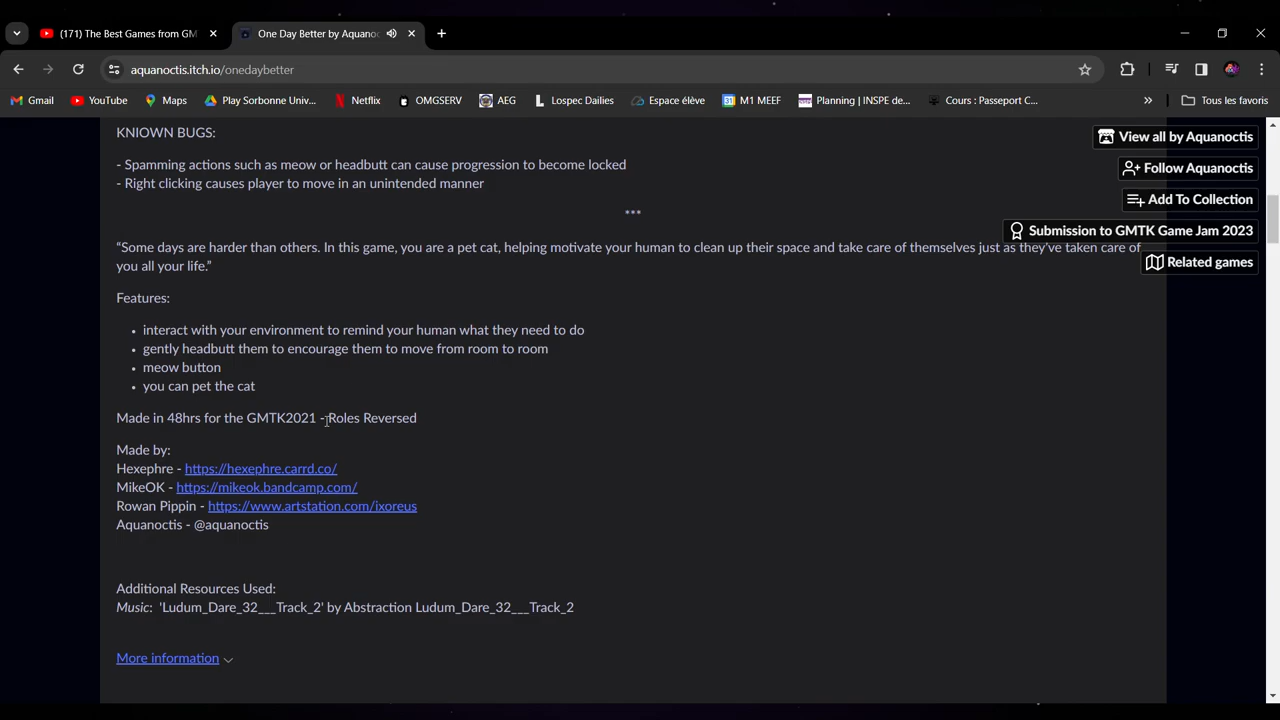 (171) The Best Games from GM
One Day Better by Aquanoc
aquanoctis.itch.io/onedaybetter
Gmail
YouTube
Maps
Play Sorbonne Univ...
Netflix
OMGSERV
AEG
Lospec Dailies
Espace élève
M1 MEEF
Planning | INSPE de...
Cours : Passeport C...
»
Tous les favoris
View all by Aquanoctis
Follow Aquanoctis
Add To Collection
Submission to GMTK Game Jam 2023
Related games
KNIOWN BUGS:
- Spamming actions such as meow or headbutt can cause progression to become locked
- Right clicking causes player to move in an unintended manner
***
“Some days are harder than others. In this game, you are a pet cat, helping motivate your human to clean up their space and take care of themselves just as they’ve taken care of
you all your life.”
Features:
• interact with your environment to remind your human what they need to do
• gently headbutt them to encourage them to move from room to room
• meow button
• you can pet the cat
Made in 48hrs for the GMTK2021 - Roles Reversed
Made by:
Hexephre - https://hexephre.carrd.co/
MikeOK - https://mikeok.bandcamp.com/
Rowan Pippin - https://www.artstation.com/ixoreus
Aquanoctis - @aquanoctis
Additional Resources Used:
Music: 'Ludum_Dare_32___Track_2' by Abstraction Ludum_Dare_32___Track_2
More information